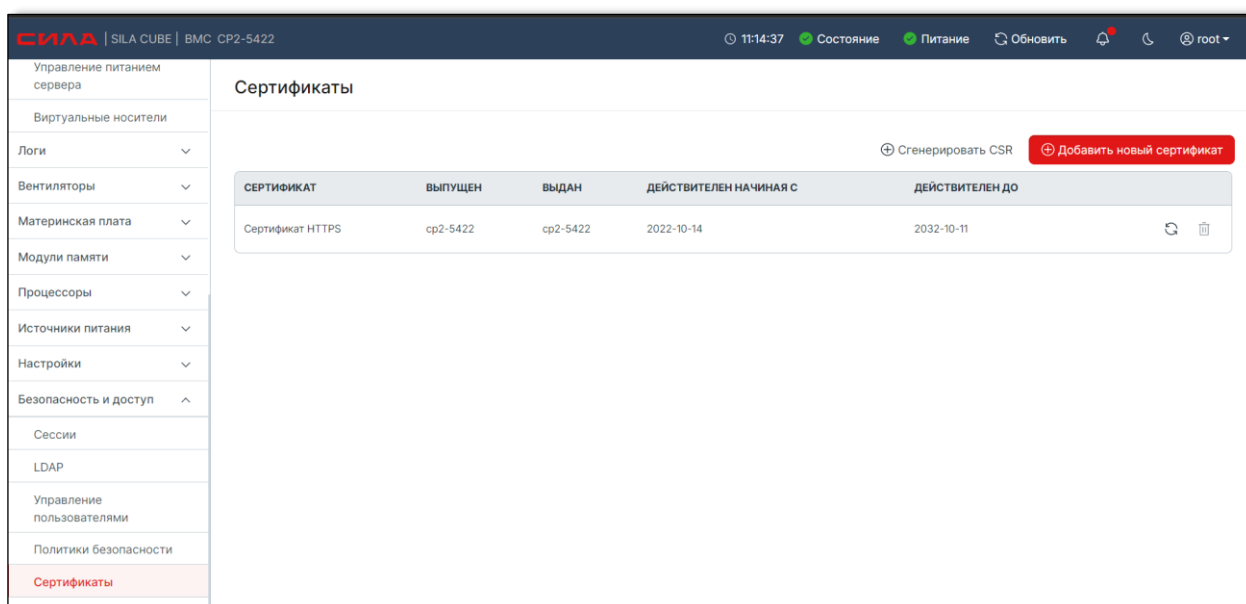 СИЛА | SILA CUBE | BMC CP2-5422
11:14:37 Состояние Питание Обновить root
Управление питанием
сервера
Виртуальные носители
Логи
Вентиляторы
Материнская плата
Модули памяти
Процессоры
Источники питания
Настройки
Безопасность и доступ
Сессии
LDAP
Управление
пользователями
Политики безопасности
Сертификаты
Сертификаты
Сгенерировать CSR Добавить новый сертификат
СЕРТИФИКАТ ВЫПУЩЕН ВЫДАН ДЕЙСТВИТЕЛЕН НАЧИНАЯ С ДЕЙСТВИТЕЛЕН ДО
Сертификат HTTPS cp2-5422 cp2-5422 2022-10-14 2032-10-11